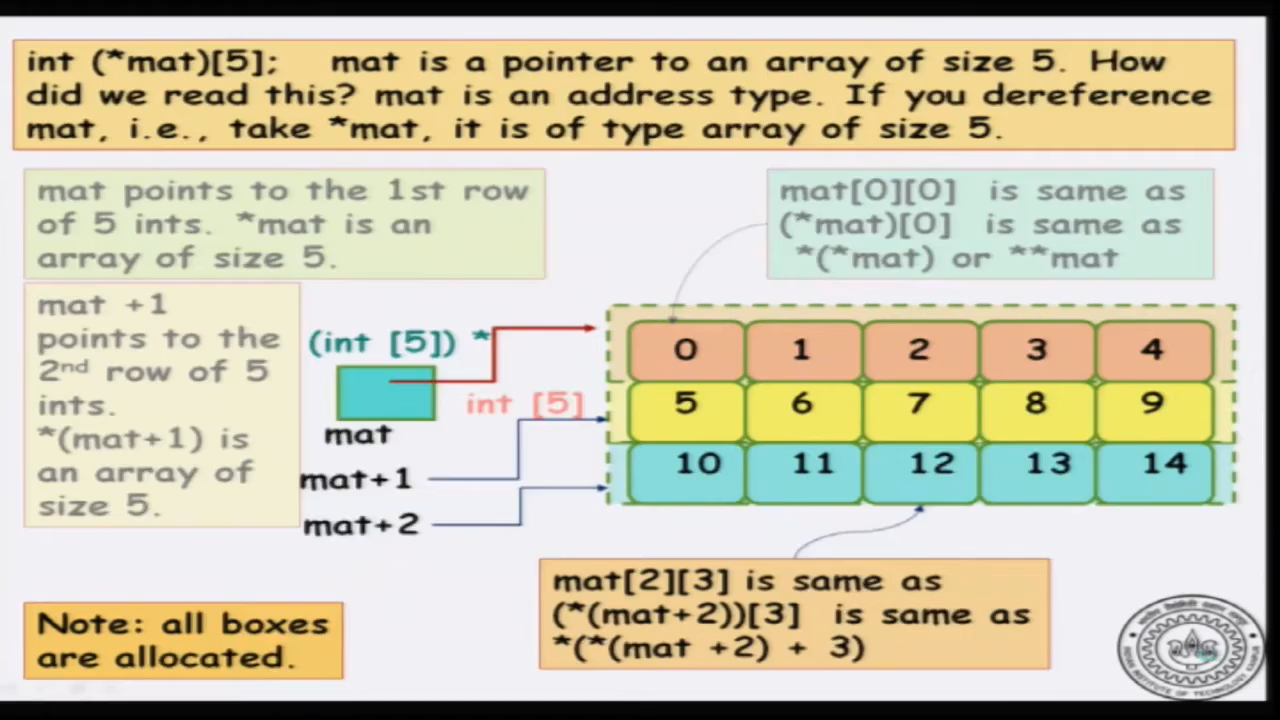 int (*mat)[5];   mat is a pointer to an array of size 5.  How
did we read this? mat is an address type.  If you dereference
mat, i.e., take *mat, it is of type array of size 5.
mat points to the 1st row
of 5 ints.  *mat is an
array of size 5.
mat[0][0]  is same as
(*mat)[0]  is same as
*(*mat) or **mat
mat +1
points to the
2nd row of 5
ints.
*(mat+1) is
an array of
size 5.
(int [5]) *
int [5]
mat
mat+1
mat+2
0 1 2 3 4
5 6 7 8 9
10 11 12 13 14
mat[2][3] is same as
(*(mat+2))[3]  is same as
*(*(mat +2) + 3)
Note: all boxes
are allocated.
INDIAN INSTITUTE OF TECHNOLOGY KANPUR